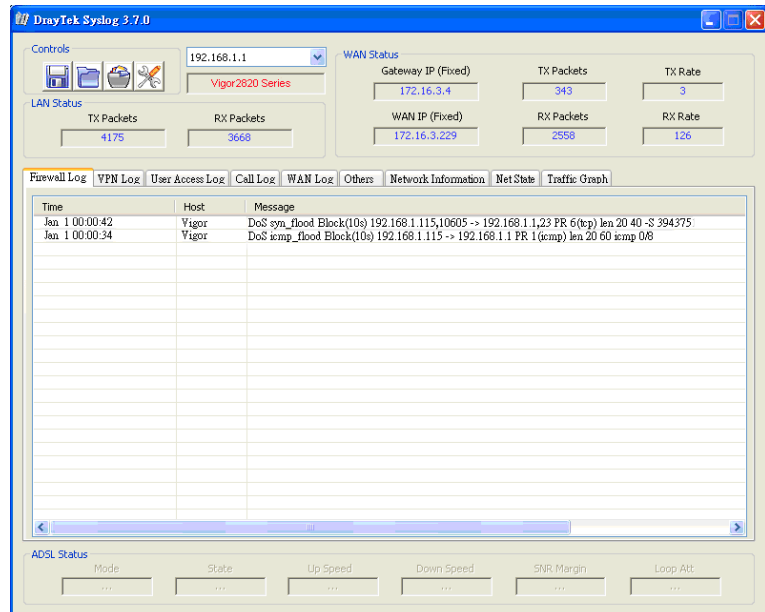 DrayTek Syslog 3.7.0
Controls
192.168.1.1
Vigor2820 Series
WAN Status
Gateway IP (Fixed)
TX Packets
TX Rate
172.16.3.4
343
3
WAN IP (Fixed)
RX Packets
RX Rate
172.16.3.229
2558
126
LAN Status
TX Packets
RX Packets
4175
3668
Firewall Log
VPN Log
User Access Log
Call Log
WAN Log
Others
Network Information
Net State
Traffic Graph
Time Host Message
Jan 1 00:00:42 Vigor DoS syn_flood Block(10s) 192.168.1.115,10605 -> 192.168.1.1,23 PR 6(tcp) len 20 40 -S 394375
Jan 1 00:00:34 Vigor DoS icmp_flood Block(10s) 192.168.1.115 -> 192.168.1.1 PR 1(icmp) len 20 60 icmp 0/8
ADSL Status
Mode
State
Up Speed
Down Speed
SNR Margin
Loop Att
...
...
...
...
...
...